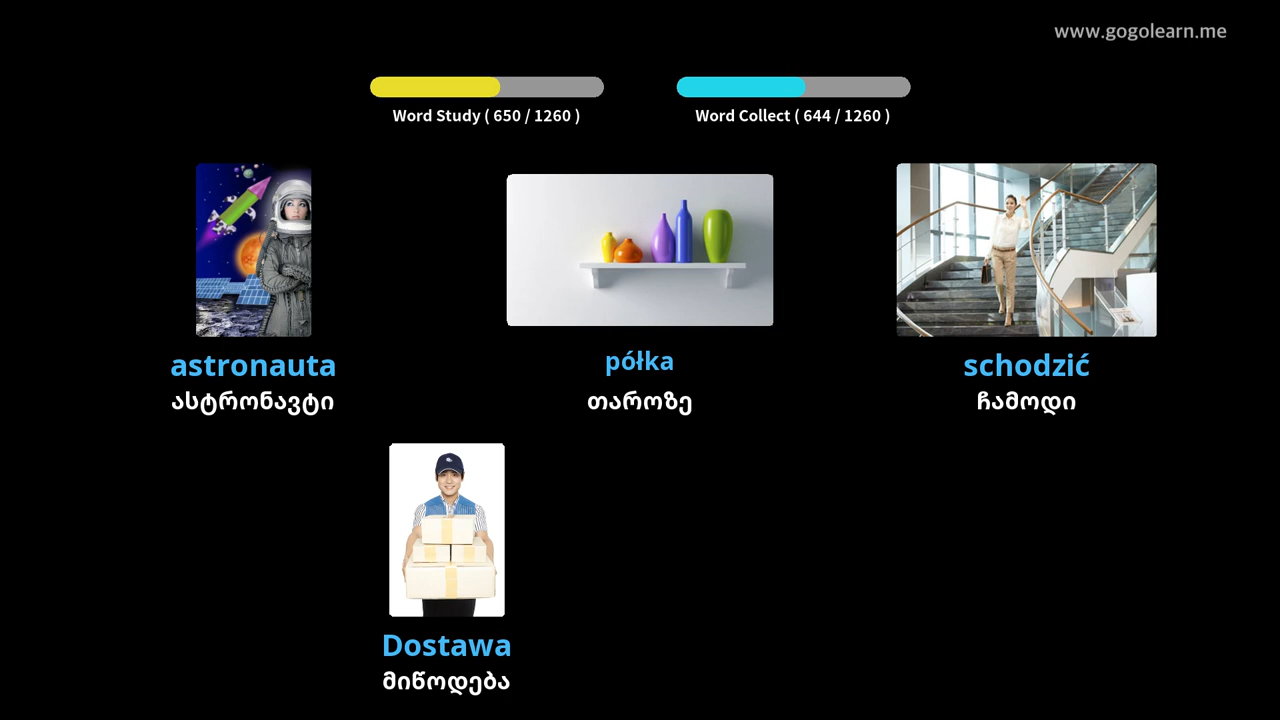 www.gogolearn.me
Word Study ( 650 / 1260 )
Word Collect ( 644 / 1260 )
astronauta
ასტრონავტი
półka
თაროზე
schodzić
ჩამოდი
Dostawa
მიწოდება